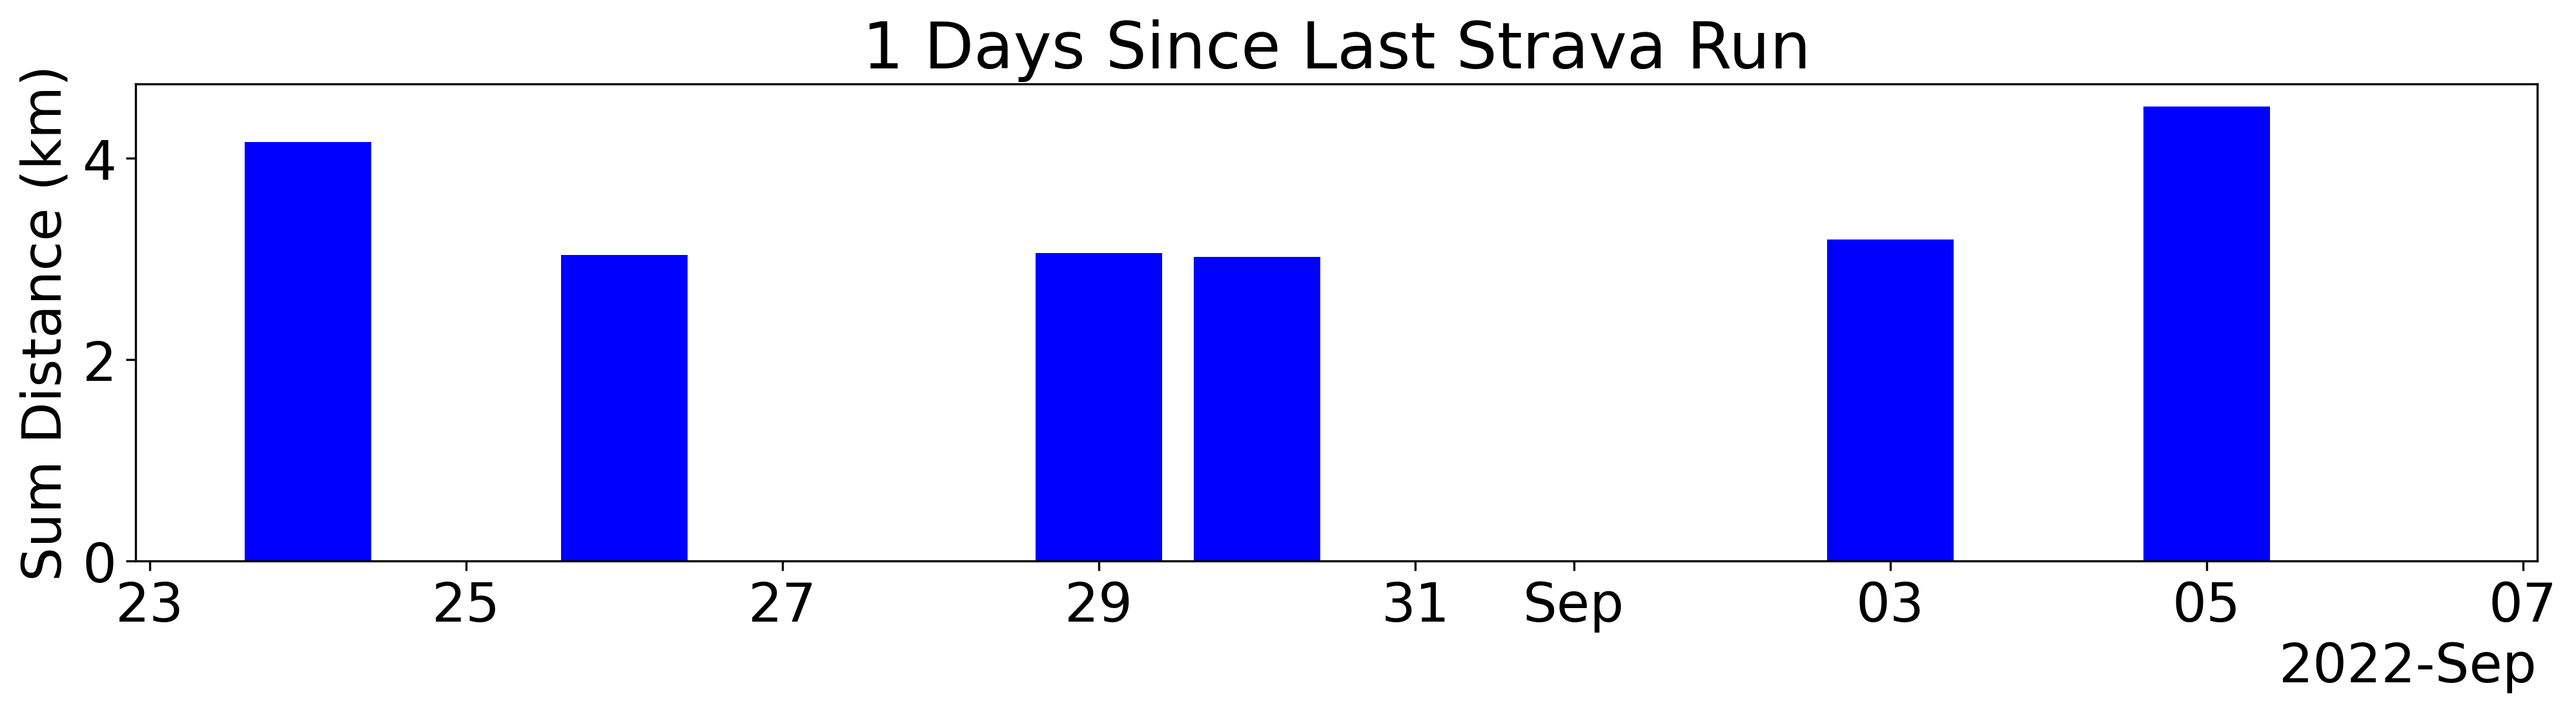 1 Days Since Last Strava Run
Sum Distance (km)
4
2
0
23 25 27 29 31 Sep 03 05 07
2022-Sep